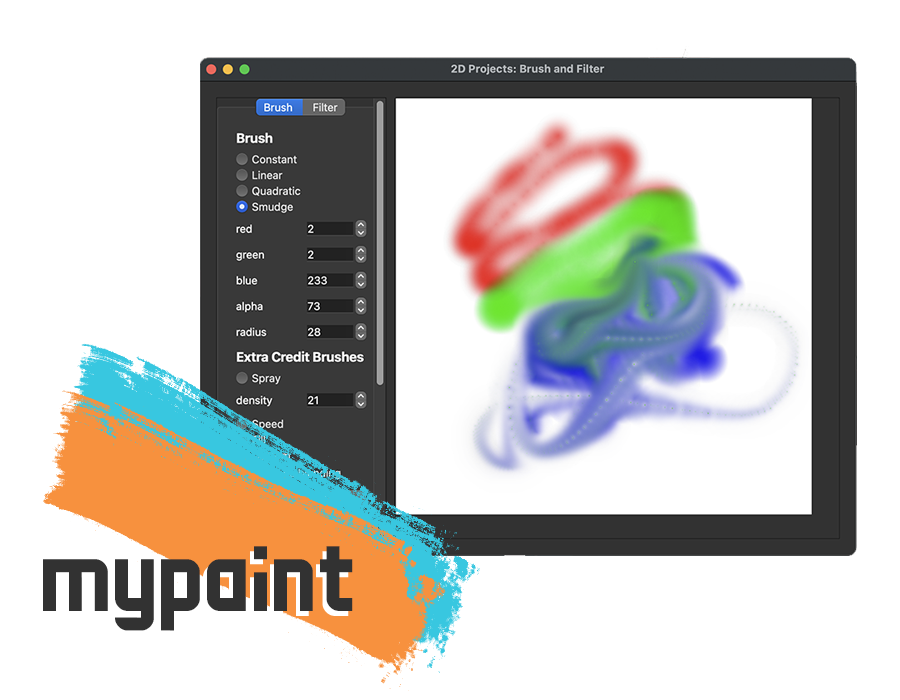 2D Projects: Brush and Filter
Brush Filter
Brush
Constant
Linear
Quadratic
Smudge
red 2
green 2
blue 233
alpha 73
radius 28
Extra Credit Brushes
Spray
density 21
Speed
mypaint